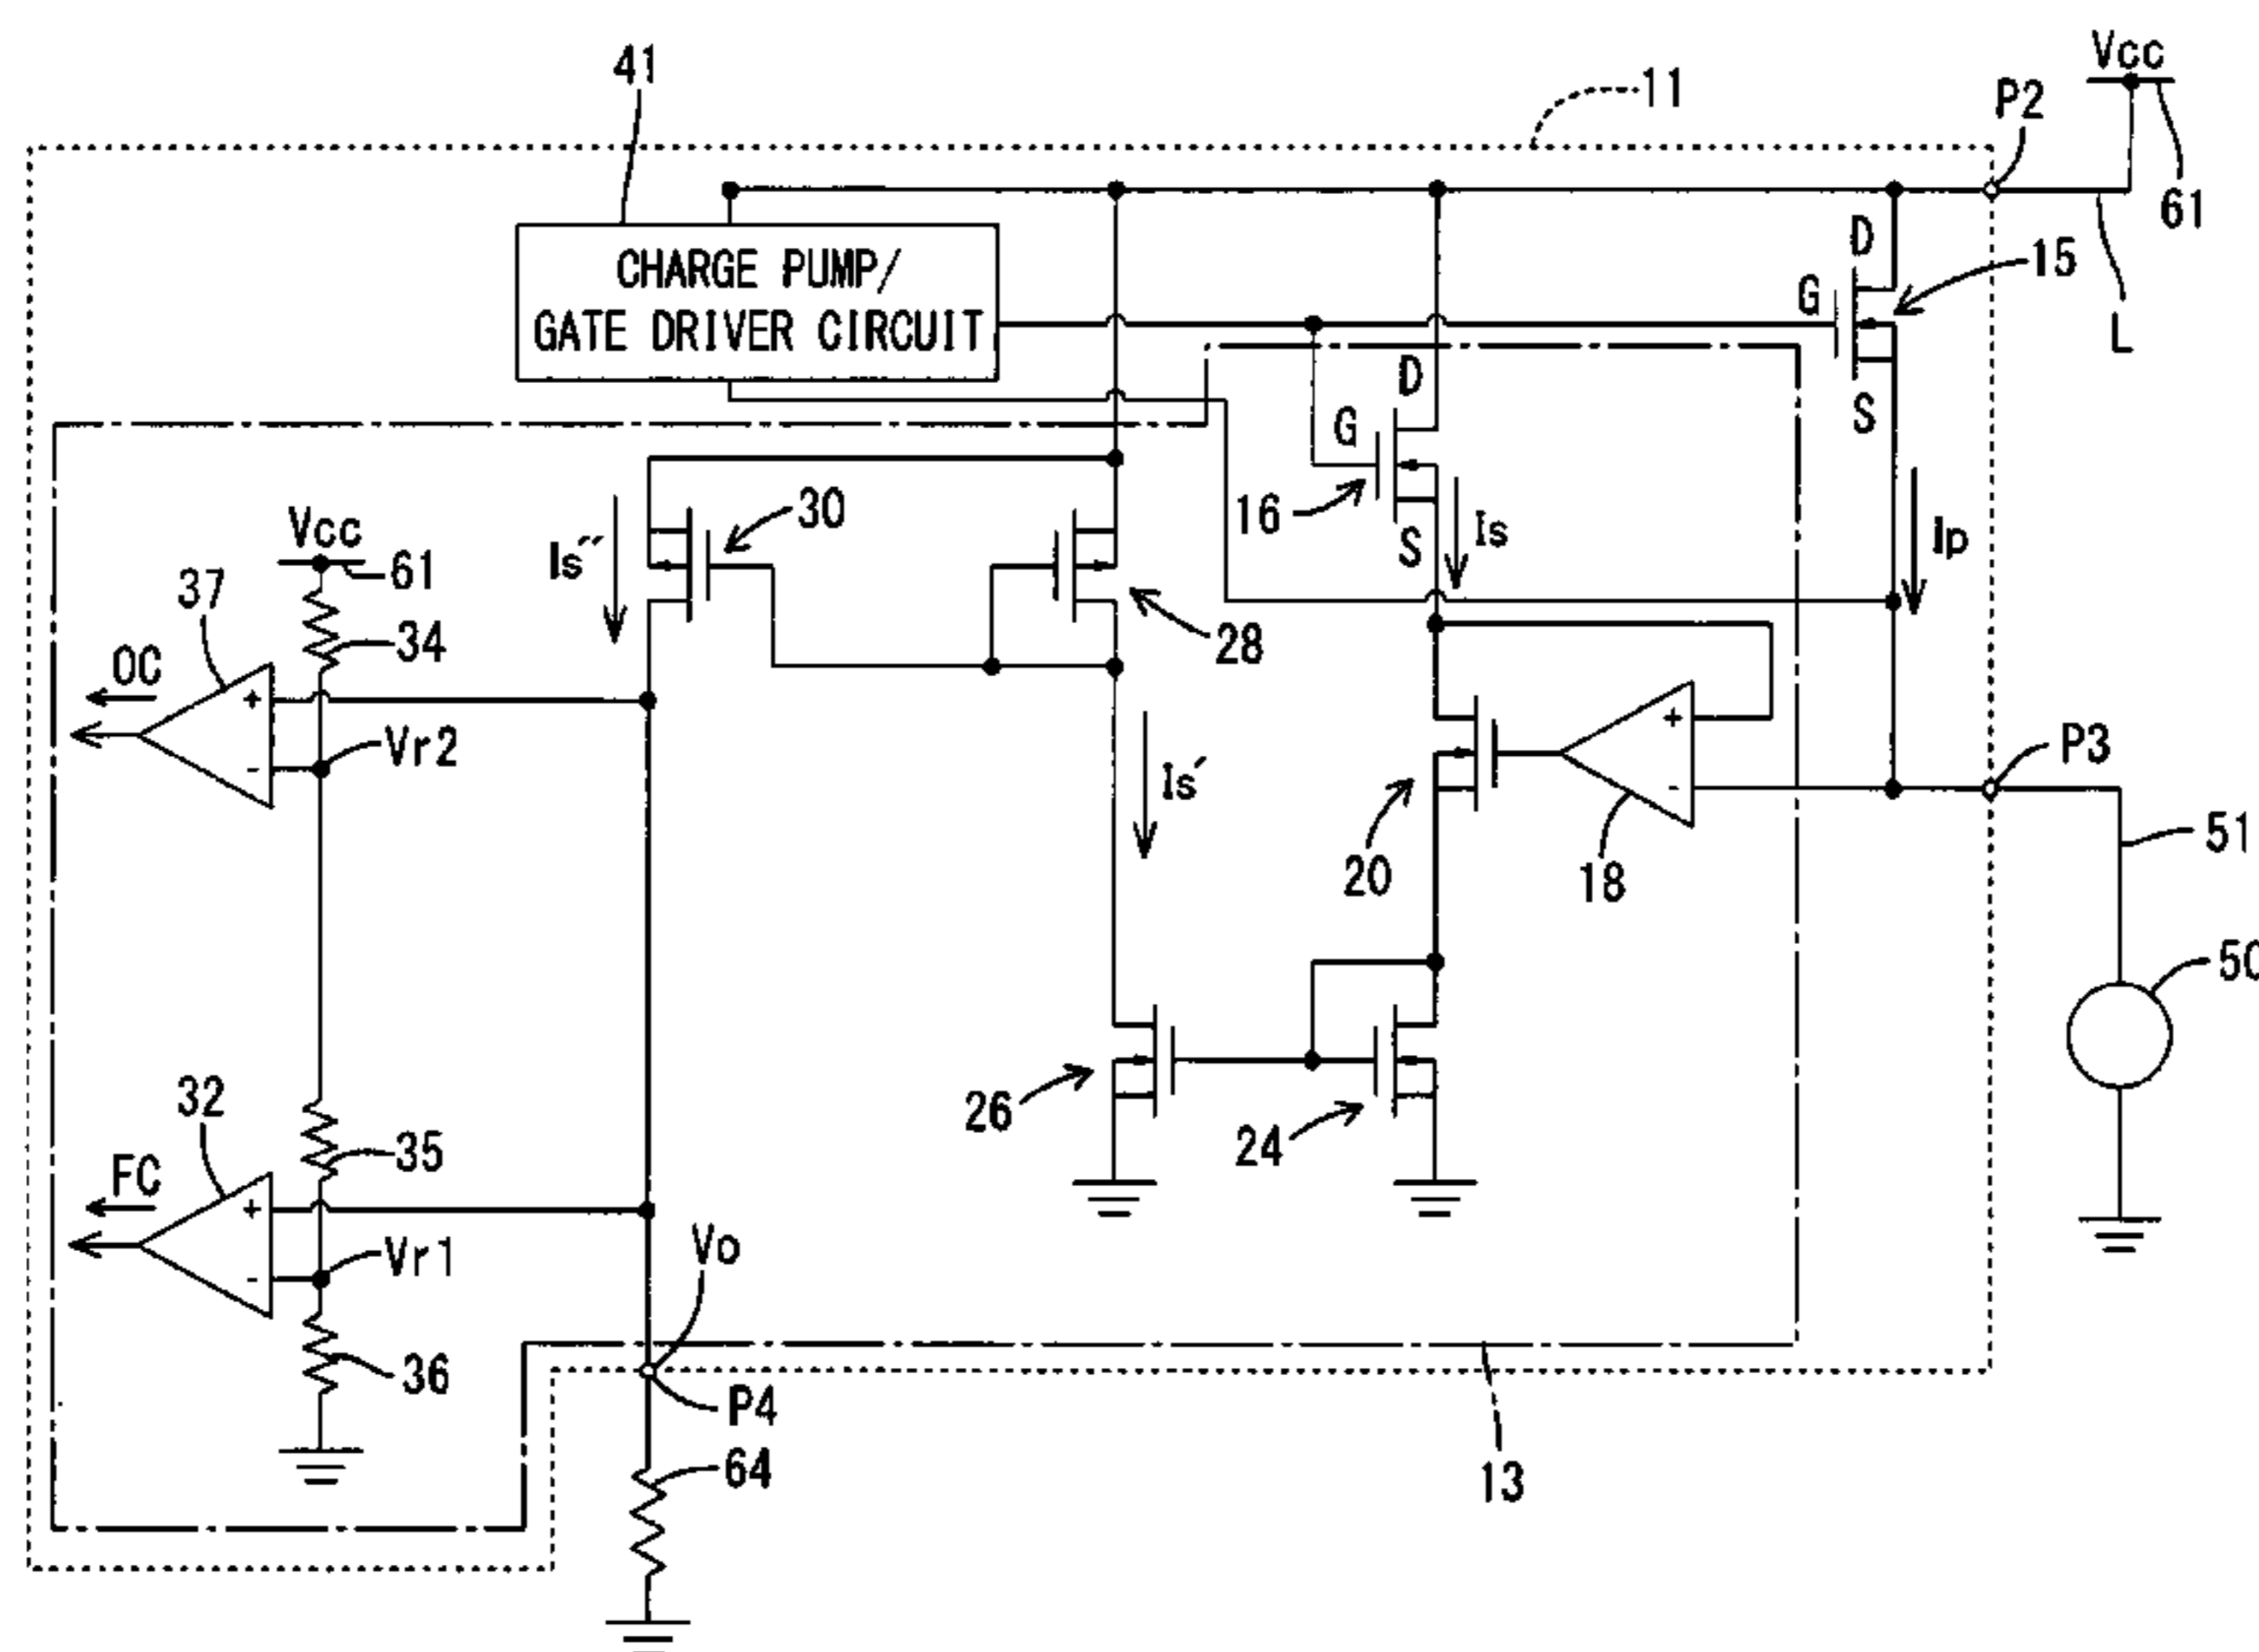 41
Vcc
11
P2
61
CHARGE PUMP/
GATE DRIVER CIRCUIT
D
G
15
L
S
D
G
16
S
Is
Ip
Is''
30
28
Vcc
61
37
34
OC
+
-
Vr2
Is'
20
+
-
18
P3
51
50
32
35
FC
+
-
Vr1
36
26
24
Vo
P4
64
13